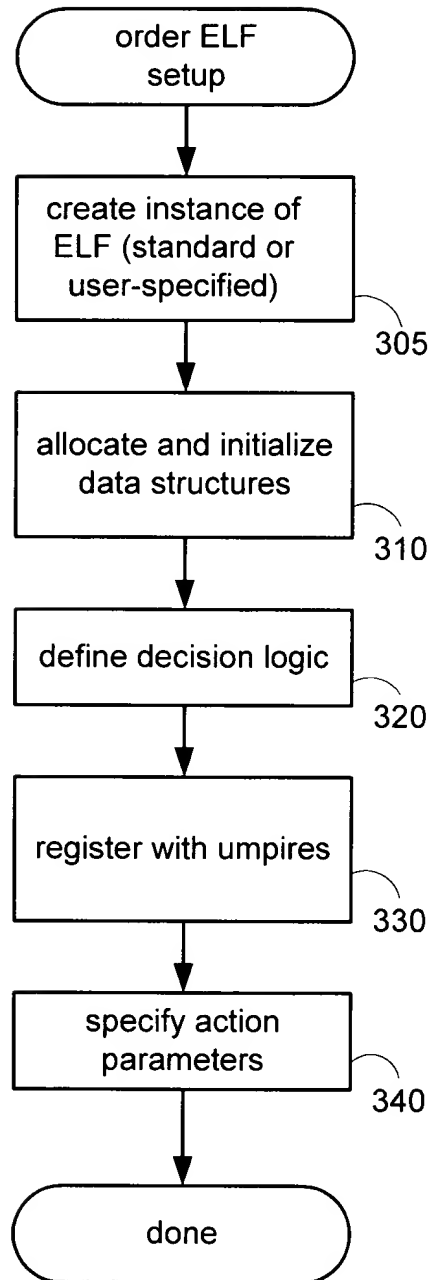 order ELF
setup
create instance of
ELF (standard or
user-specified)
305
allocate and initialize
data structures
310
define decision logic
320
register with umpires
330
specify action
parameters
340
done